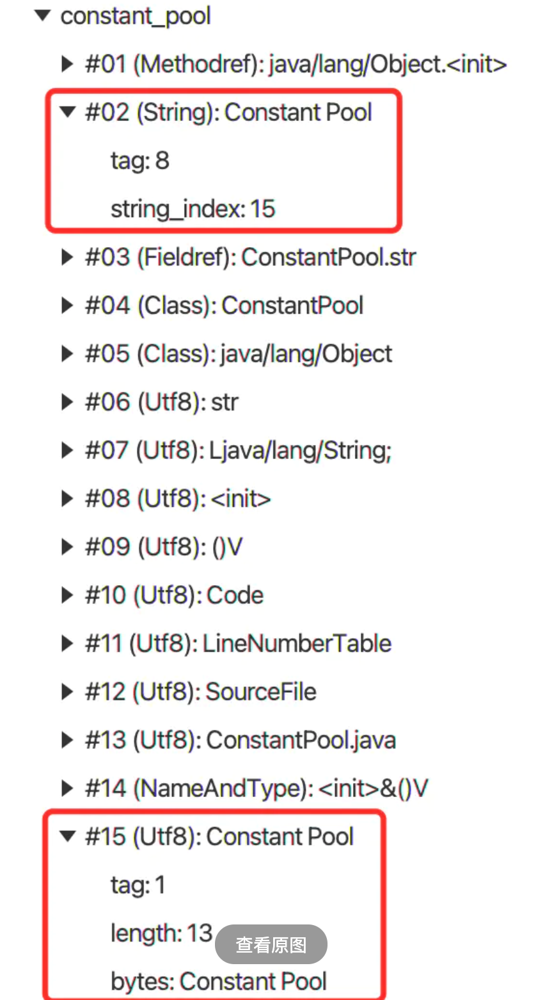 constant_pool
#01 (Methodref): java/lang/Object.<init>
#02 (String): Constant Pool
tag: 8
string_index: 15
#03 (Fieldref): ConstantPool.str
#04 (Class): ConstantPool
#05 (Class): java/lang/Object
#06 (Utf8): str
#07 (Utf8): Ljava/lang/String;
#08 (Utf8): <init>
#09 (Utf8): ()V
#10 (Utf8): Code
#11 (Utf8): LineNumberTable
#12 (Utf8): SourceFile
#13 (Utf8): ConstantPool.java
#14 (NameAndType): <init>&()V
#15 (Utf8): Constant Pool
tag: 1
length: 13
查看原图
bytes: Constant Pool